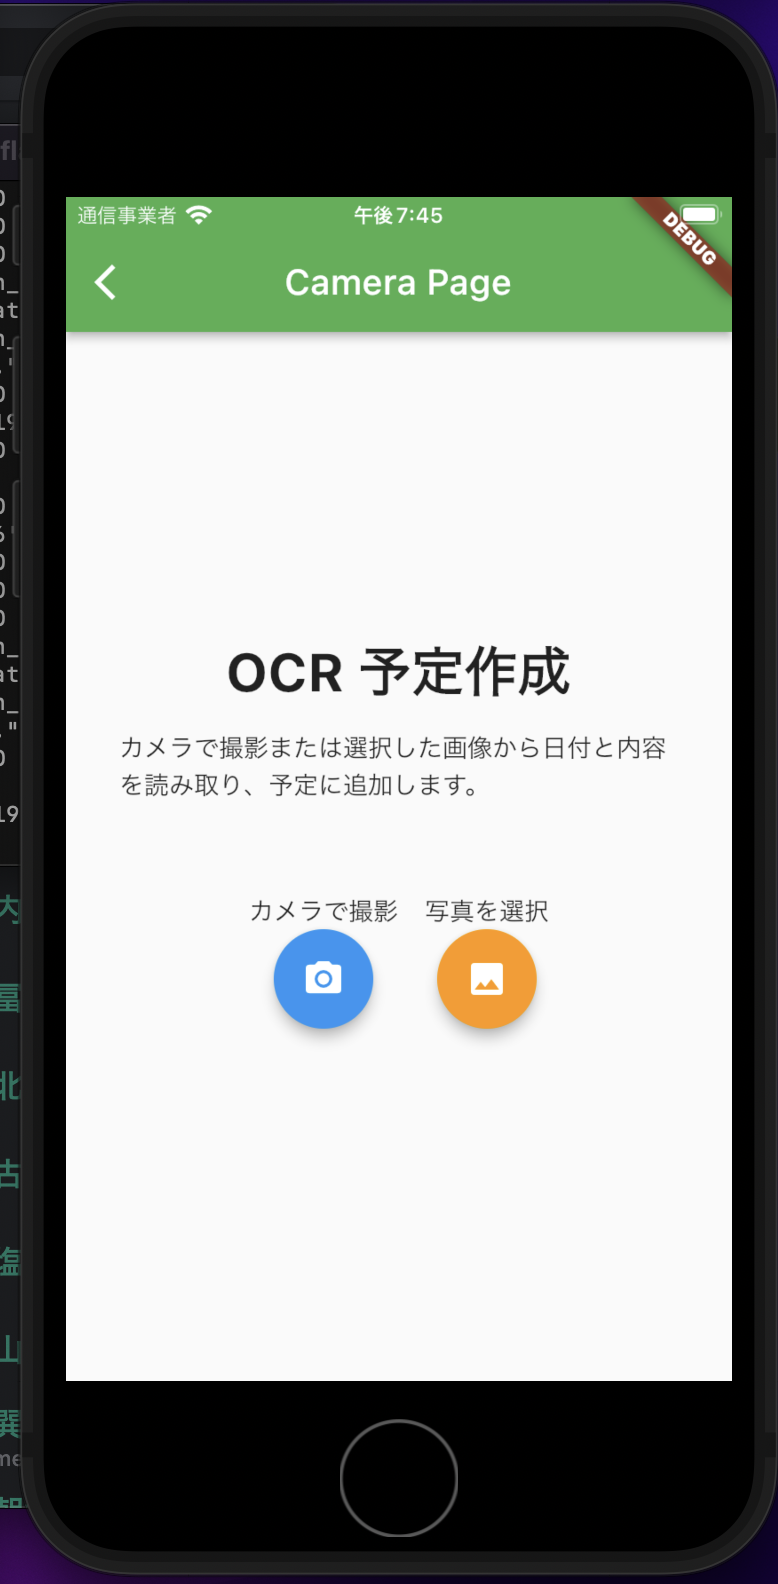 通信事業者
午後7:45
DEBUG
Camera Page
OCR 予定作成
カメラで撮影または選択した画像から日付と内容
を読み取り、予定に追加します。
カメラで撮影 写真を選択